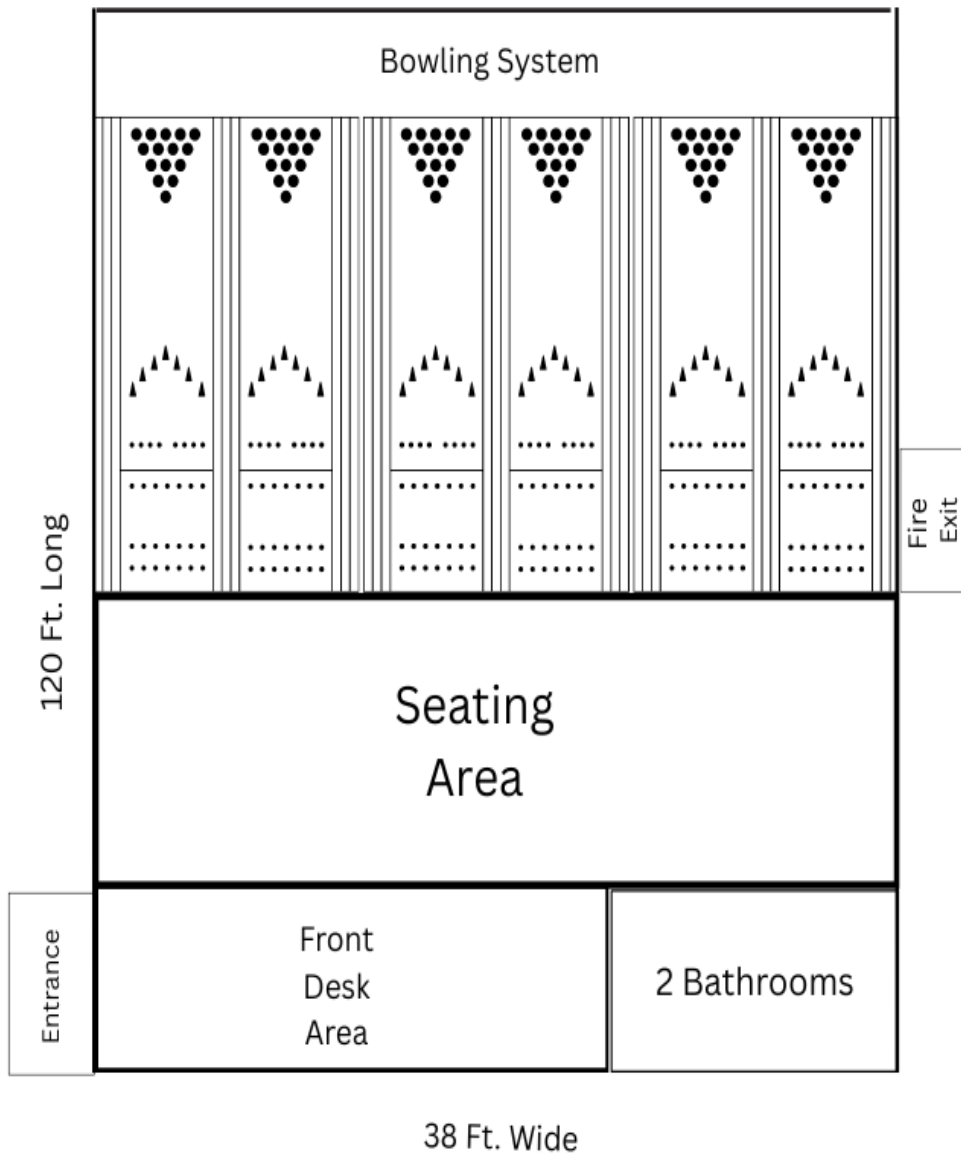 Bowling System
Fire
Exit
120 Ft. Long
Seating
Area
Entrance
Front
Desk
Area
2 Bathrooms
38 Ft. Wide